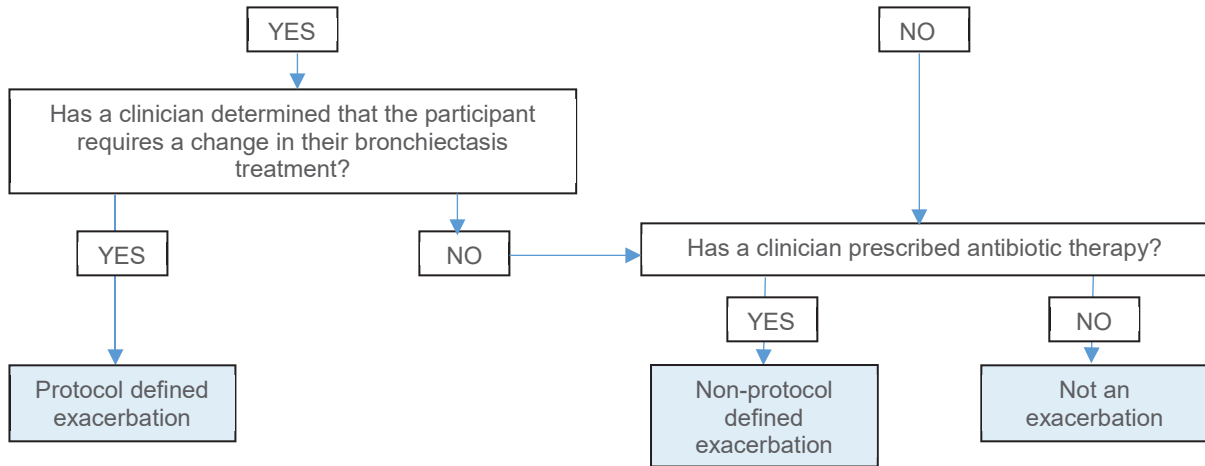 YES
NO
Has a clinician determined that the participant
requires a change in their bronchiectasis
treatment?
YES
NO
Has a clinician prescribed antibiotic therapy?
YES
NO
Protocol defined
exacerbation
Non-protocol
defined
exacerbation
Not an
exacerbation